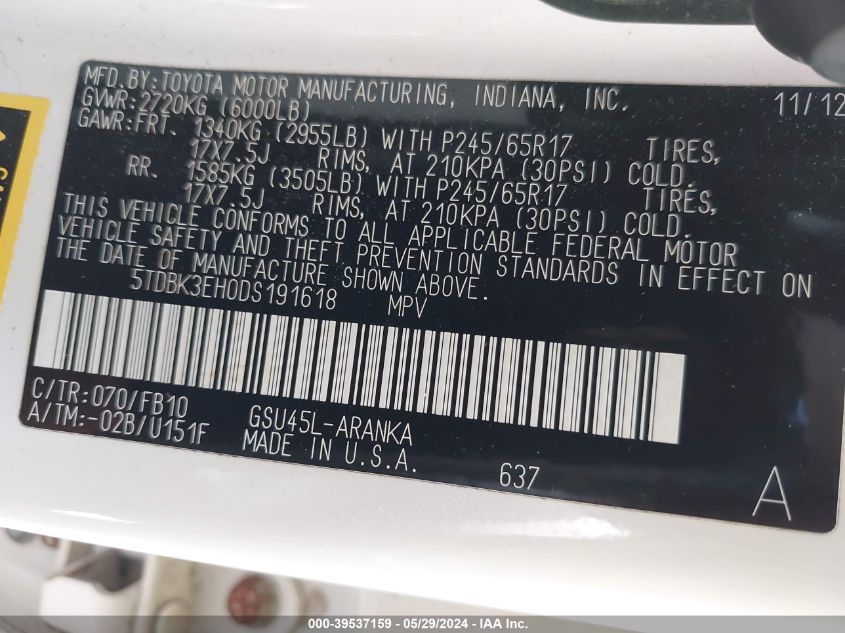 MFD. BY: TOYOTA MOTOR MANUFACTURING, INDIANA, INC. 11/12
GVWR: 2720KG (6000LB)
GAWR: FRT. 1340KG (2955LB) WITH P245/65R17 TIRES,
17X7.5J RIMS, AT 210KPA (30PSI) COLD.
RR. 1585KG (3505LB) WITH P245/65R17 TIRES,
17X7.5J RIMS, AT 210KPA (30PSI) COLD.
THIS VEHICLE CONFORMS TO ALL APPLICABLE FEDERAL MOTOR
VEHICLE SAFETY AND THEFT PREVENTION STANDARDS IN EFFECT ON
THE DATE OF MANUFACTURE SHOWN ABOVE.
5TDBK3EH0DS191618 MPV
C/TR: 070/FB10
A/TM: -02B/U151F
GSU45L-ARANKA
MADE IN U.S.A.
637
A
000-39537159 — 05/29/2024 — IAA Inc.